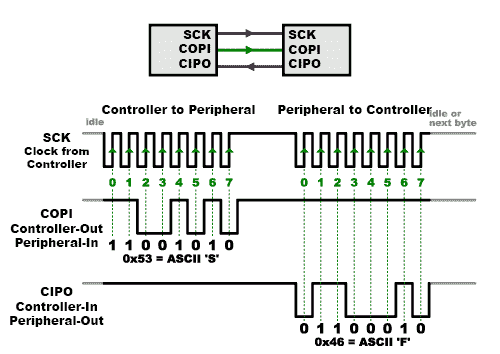 SCK SCK
COPI COPI
CIPO CIPO
Controller to Peripheral Peripheral to Controller
idle idle or
next byte
SCK
Clock from
Controller
0 1 2 3 4 5 6 7 0 1 2 3 4 5 6 7
COPI
Controller-Out
Peripheral-In
1 1 0 0 1 0 1 0
0x53 = ASCII 'S'
CIPO
Controller-In
Peripheral-Out
0 1 1 0 0 0 1 0
0x46 = ASCII 'F'